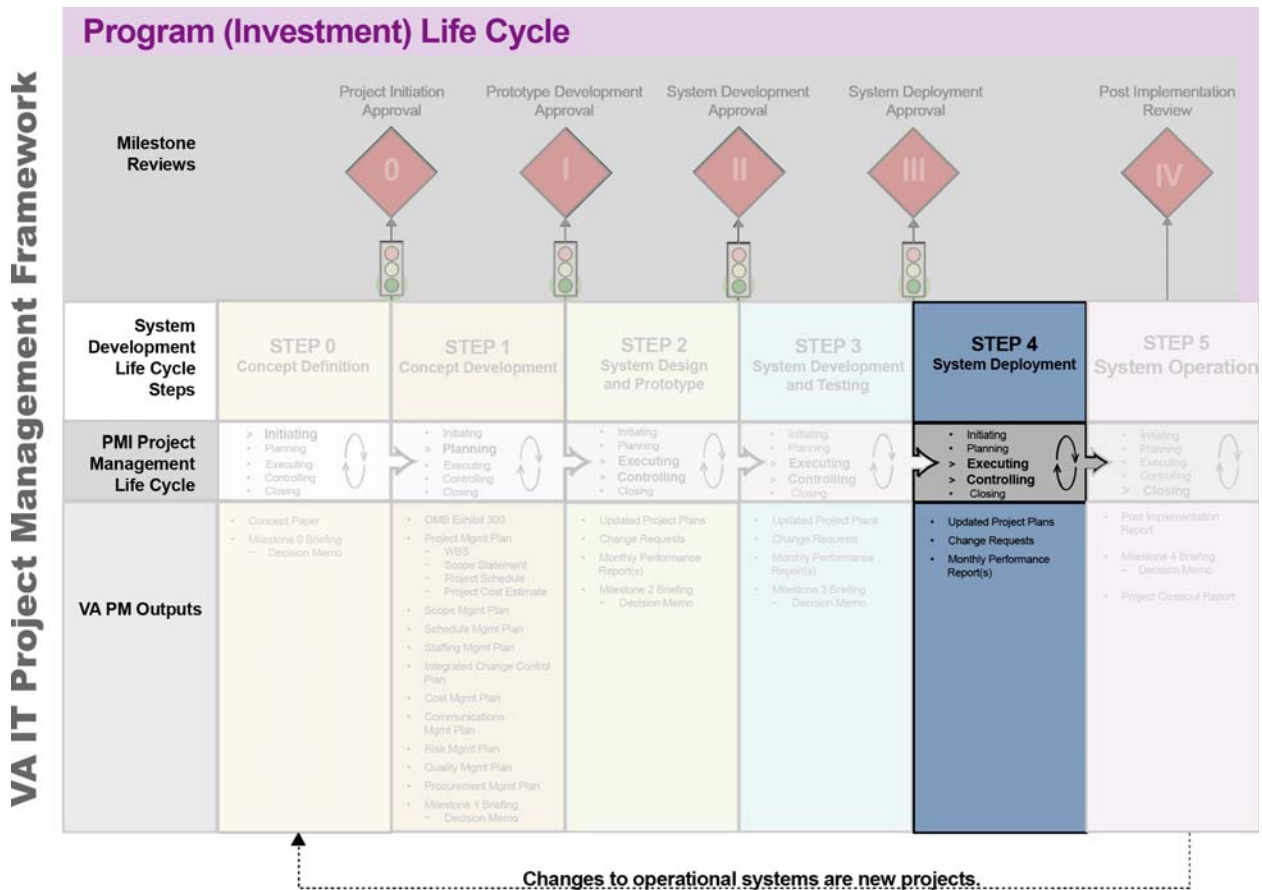 VA IT Project Management Framework
Program (Investment) Life Cycle
Milestone
Reviews
Project Initiation
Approval
Prototype Development
Approval
System Development
Approval
System Deployment
Approval
Post Implementation
Review
0
I
II
III
IV
System
Development
Life Cycle
Steps
STEP 0
Concept Definition
STEP 1
Concept Development
STEP 2
System Design
and Prototype
STEP 3
System Development
and Testing
STEP 4
System Deployment
STEP 5
System Operation
PMI Project
Management
Life Cycle
> Initiating
• Planning
• Executing
• Controlling
• Closing
• Initiating
> Planning
• Executing
• Controlling
• Closing
• Initiating
• Planning
> Executing
> Controlling
• Closing
• Initiating
• Planning
> Executing
> Controlling
• Closing
• Initiating
• Planning
> Executing
> Controlling
• Closing
• Initiating
• Planning
• Executing
• Controlling
> Closing
VA PM Outputs
• Concept Paper
• Milestone 0 Briefing
– Decision Memo
• OMB Exhibit 300
• Project Mgmt Plan
– WBS
– Scope Statement
– Project Schedule
– Project Cost Estimate
• Scope Mgmt Plan
• Schedule Mgmt Plan
• Staffing Mgmt Plan
• Integrated Change Control
Plan
• Cost Mgmt Plan
• Communications
Mgmt Plan
• Risk Mgmt Plan
• Quality Mgmt Plan
• Procurement Mgmt Plan
• Milestone 1 Briefing
– Decision Memo
• Updated Project Plans
• Change Requests
• Monthly Performance
Report(s)
• Milestone 2 Briefing
– Decision Memo
• Updated Project Plans
• Change Requests
• Monthly Performance
Report(s)
• Milestone 3 Briefing
– Decision Memo
• Updated Project Plans
• Change Requests
• Monthly Performance
Report(s)
• Post Implementation
Report
• Milestone 4 Briefing
– Decision Memo
• Project Closeout Report
Changes to operational systems are new projects.